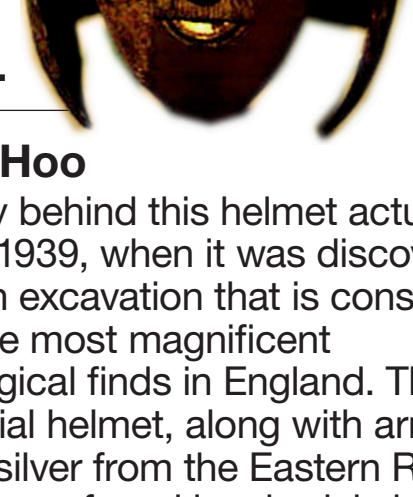 .
Hoo
behind this helmet
1939, when it was
excavation that is
most magnificent
finds in England.
helmet, along with
silver from the Eastern